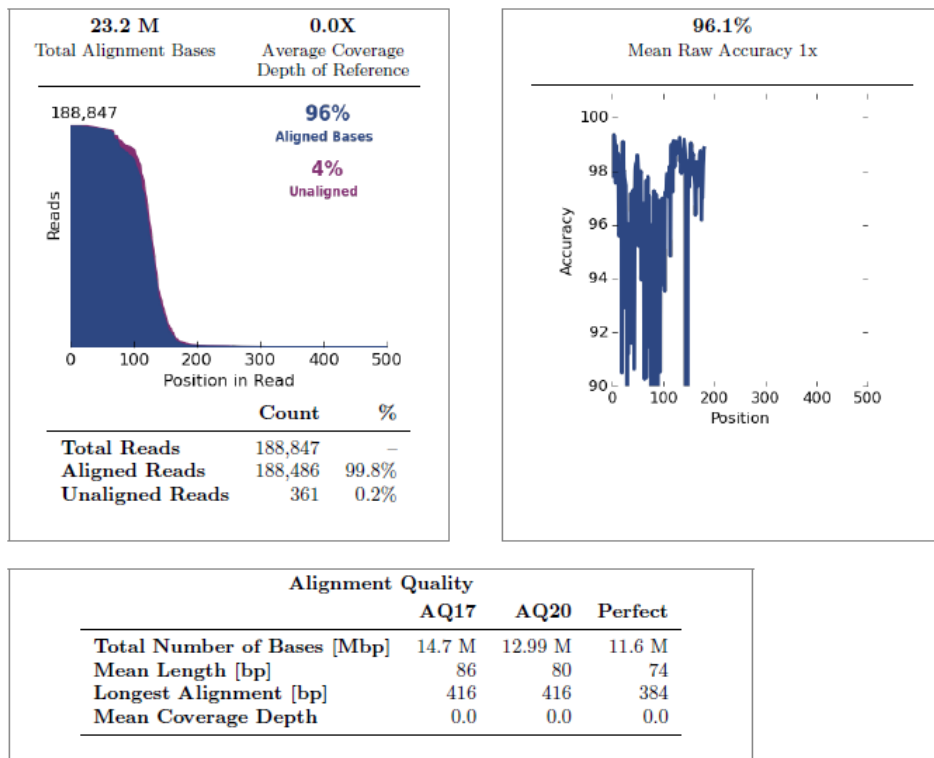 23.2 M 0.0X
Total Alignment Bases Average Coverage
Depth of Reference
188,847
96%
Aligned Bases
4%
Unaligned
Reads
0 100 200 300 400 500
Position in Read
Count %
Total Reads 188,847 –
Aligned Reads 188,486 99.8%
Unaligned Reads 361 0.2%
96.1%
Mean Raw Accuracy 1x
100
98
96
94
92
90
Accuracy
0 100 200 300 400 500
Position
Alignment Quality
AQ17 AQ20 Perfect
Total Number of Bases [Mbp] 14.7 M 12.99 M 11.6 M
Mean Length [bp] 86 80 74
Longest Alignment [bp] 416 416 384
Mean Coverage Depth 0.0 0.0 0.0